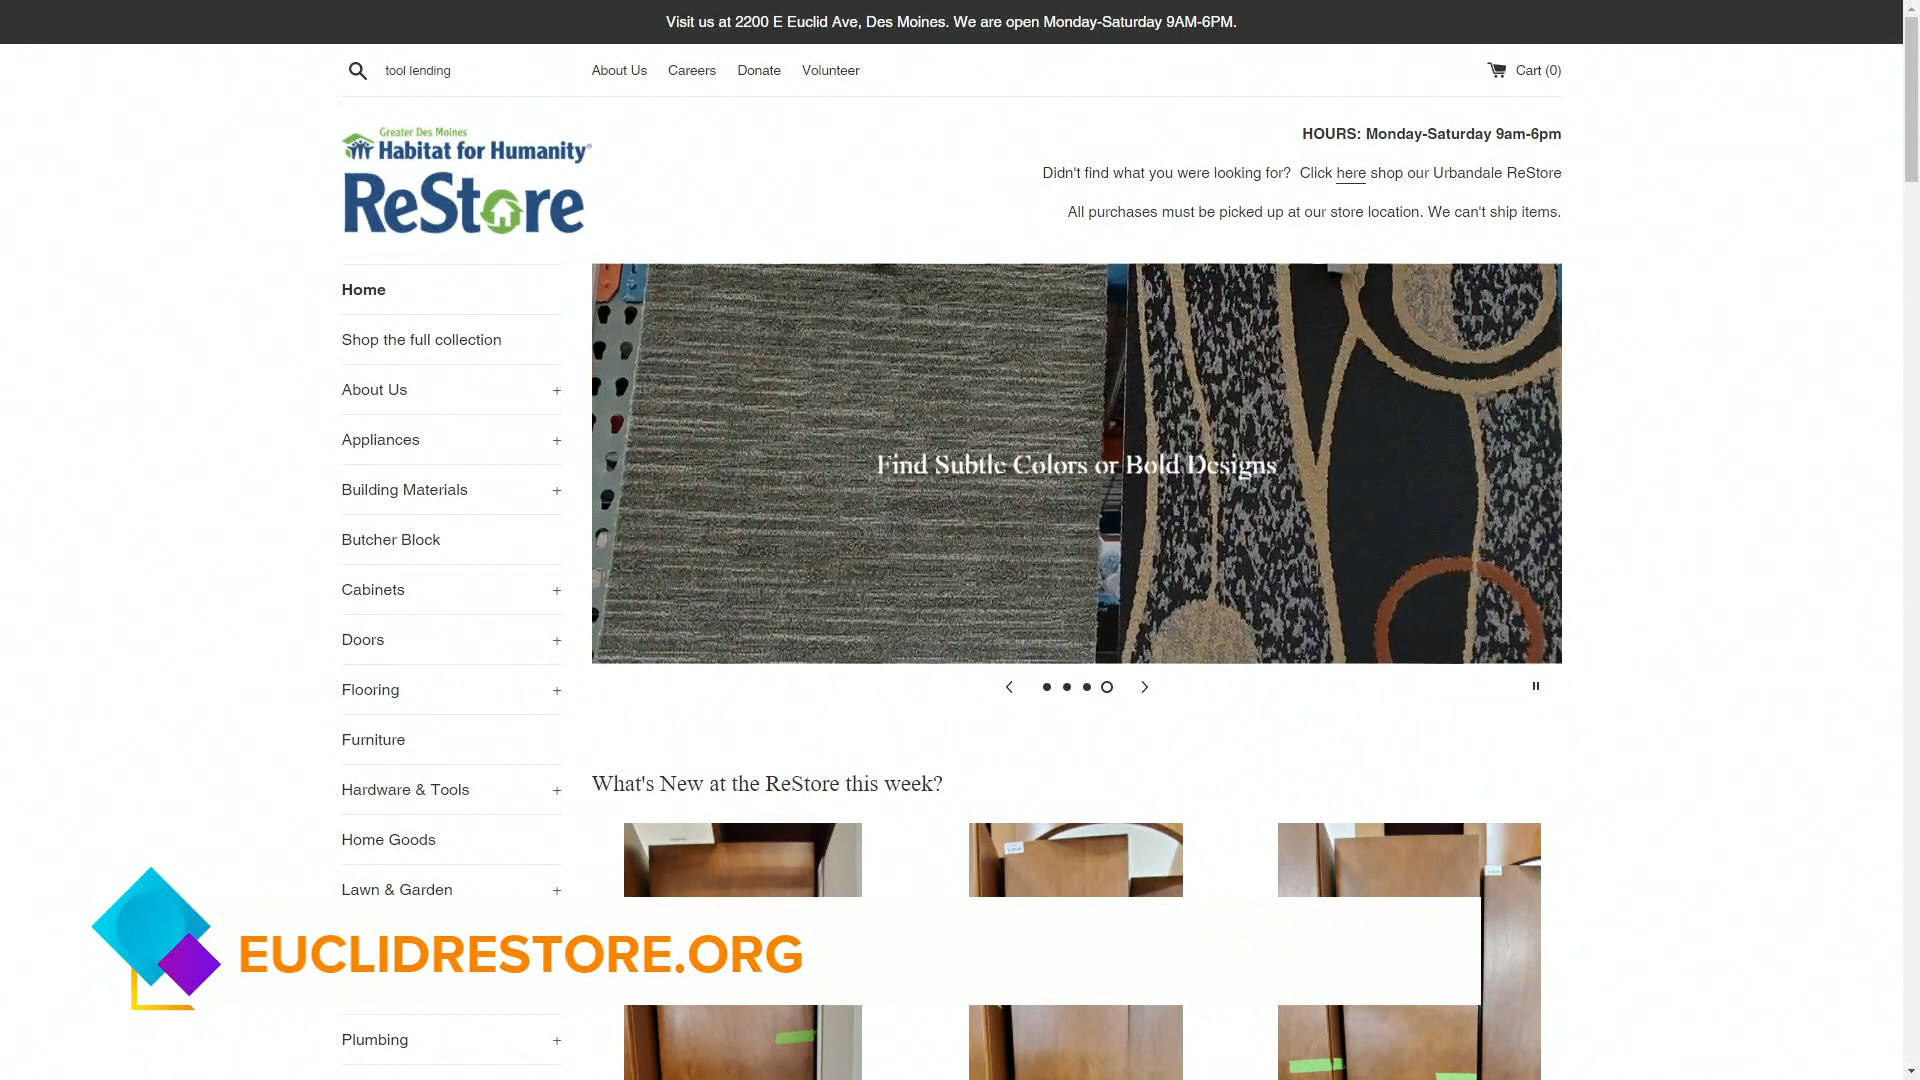 Visit us at 2200 E Euclid Ave, Des Moines. We are open Monday-Saturday 9AM-6PM.
tool lending
About Us
Careers
Donate
Volunteer
Cart (0)
Greater Des Moines
Habitat for Humanity®
ReStore
HOURS: Monday-Saturday 9am-6pm
Didn't find what you were looking for? Click here shop our Urbandale ReStore
All purchases must be picked up at our store location. We can't ship items.
Home
Shop the full collection
About Us +
Appliances +
Building Materials +
Butcher Block
Cabinets +
Doors +
Flooring +
Furniture
Hardware & Tools +
Home Goods
Lawn & Garden +
Plumbing +
Find Subtle Colors or Bold Designs
What's New at the ReStore this week?
EUCLIDRESTORE.ORG